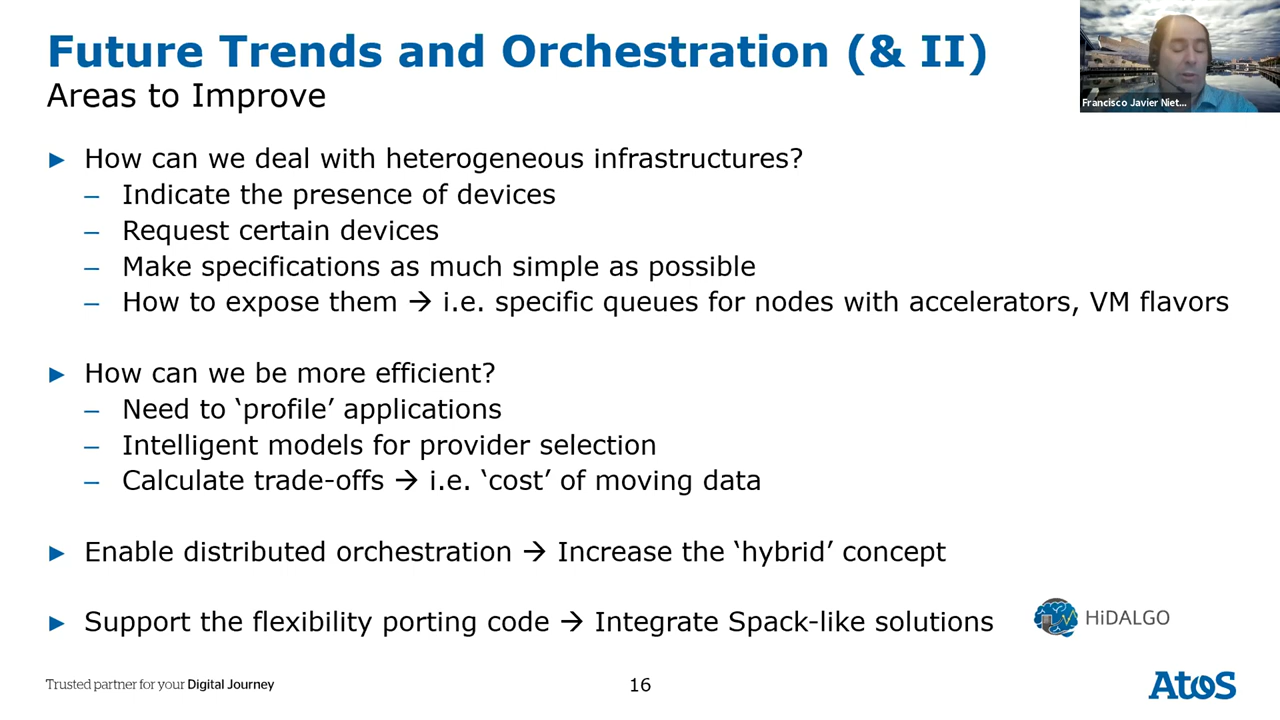 Future Trends and Orchestration (& II)
Areas to Improve
Francisco Javier Niet...
► How can we deal with heterogeneous infrastructures?
– Indicate the presence of devices
– Request certain devices
– Make specifications as much simple as possible
– How to expose them → i.e. specific queues for nodes with accelerators, VM flavors
► How can we be more efficient?
– Need to ‘profile’ applications
– Intelligent models for provider selection
– Calculate trade-offs → i.e. ‘cost’ of moving data
► Enable distributed orchestration → Increase the ‘hybrid’ concept
► Support the flexibility porting code → Integrate Spack-like solutions
HiDALGO
Trusted partner for your Digital Journey
16
Atos